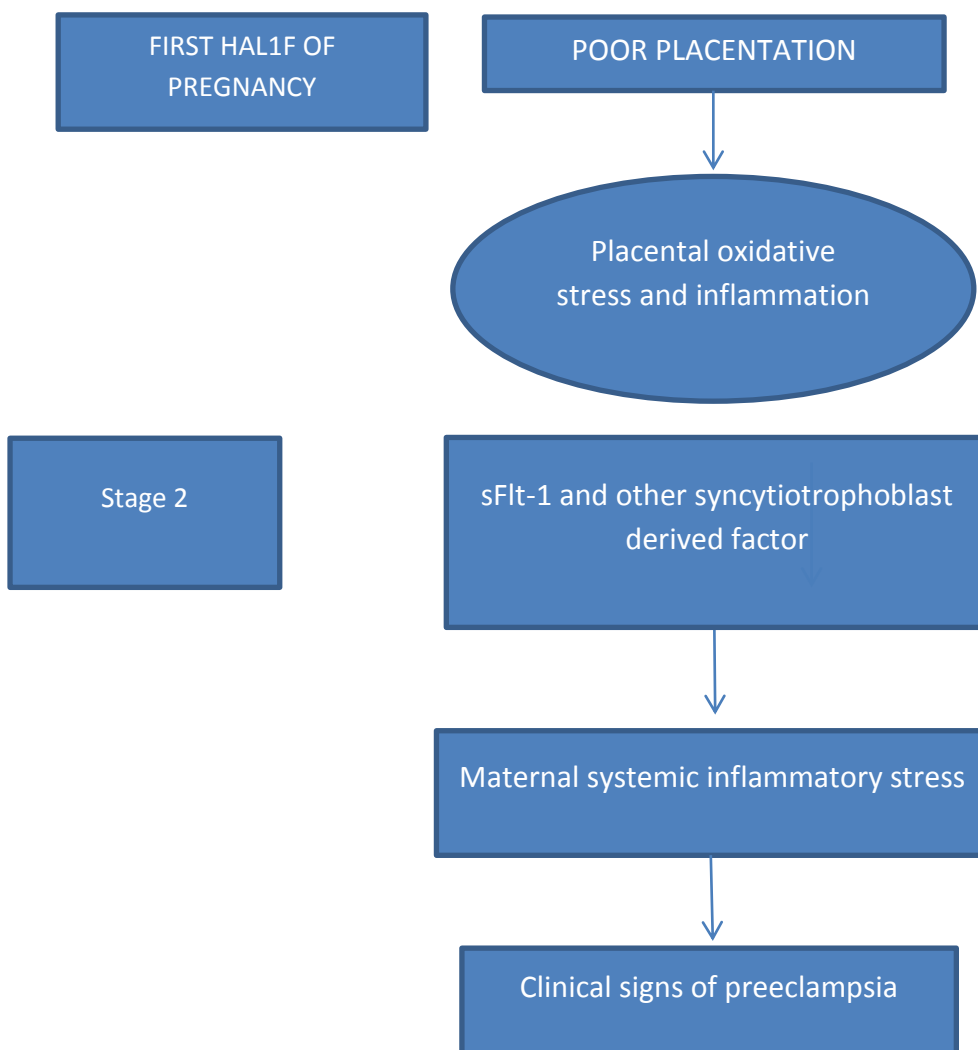 FIRST HAL1F OF
PREGNANCY
POOR PLACENTATION
Placental oxidative
stress and inflammation
Stage 2
sFlt-1 and other syncytiotrophoblast
derived factor
Maternal systemic inflammatory stress
Clinical signs of preeclampsia